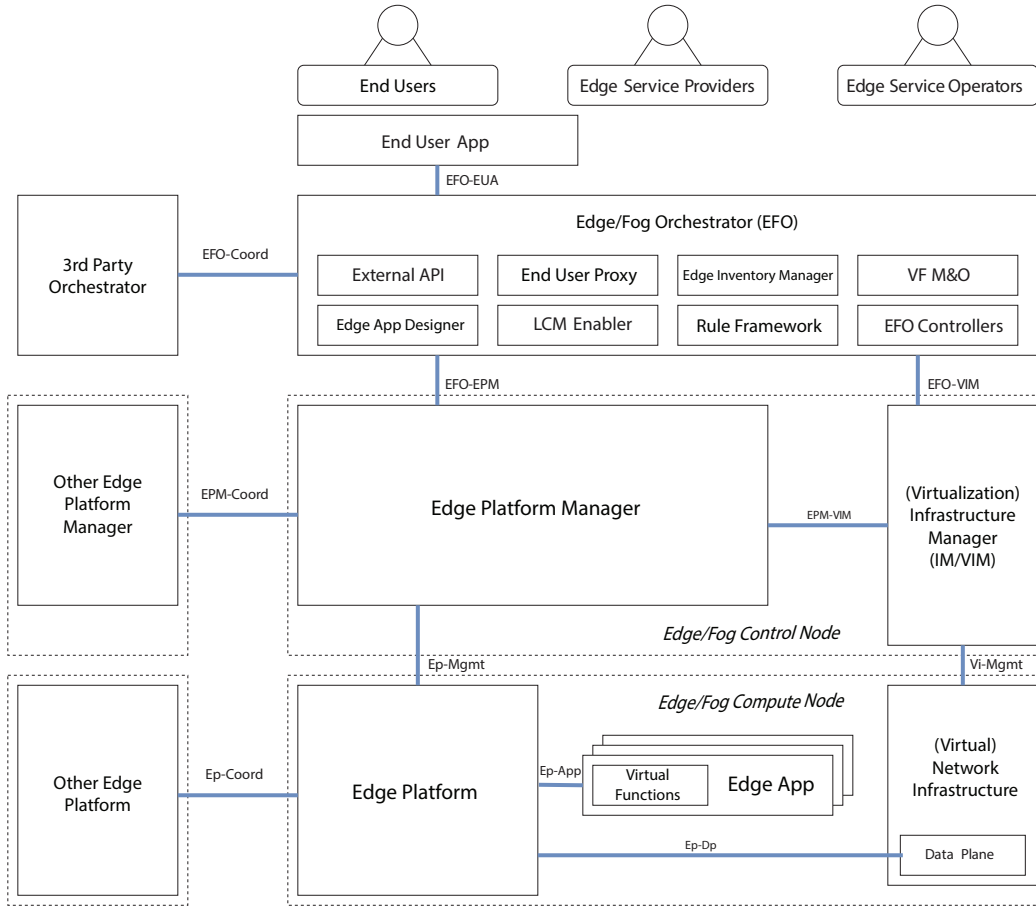 End Users
Edge Service Providers
Edge Service Operators
End User App
EFO-EUA
Edge/Fog Orchestrator (EFO)
3rd Party
Orchestrator
EFO-Coord
External API
End User Proxy
Edge Inventory Manager
VF M&O
Edge App Designer
LCM Enabler
Rule Framework
EFO Controllers
EFO-EPM
EFO-VIM
Other Edge
Platform
Manager
EPM-Coord
Edge Platform Manager
EPM-VIM
(Virtualization)
Infrastructure
Manager
(IM/VIM)
Edge/Fog Control Node
Ep-Mgmt
Vi-Mgmt
Edge/Fog Compute Node
Other Edge
Platform
Ep-Coord
Edge Platform
Ep-App
Virtual
Functions
Edge App
(Virtual)
Network
Infrastructure
Ep-Dp
Data Plane